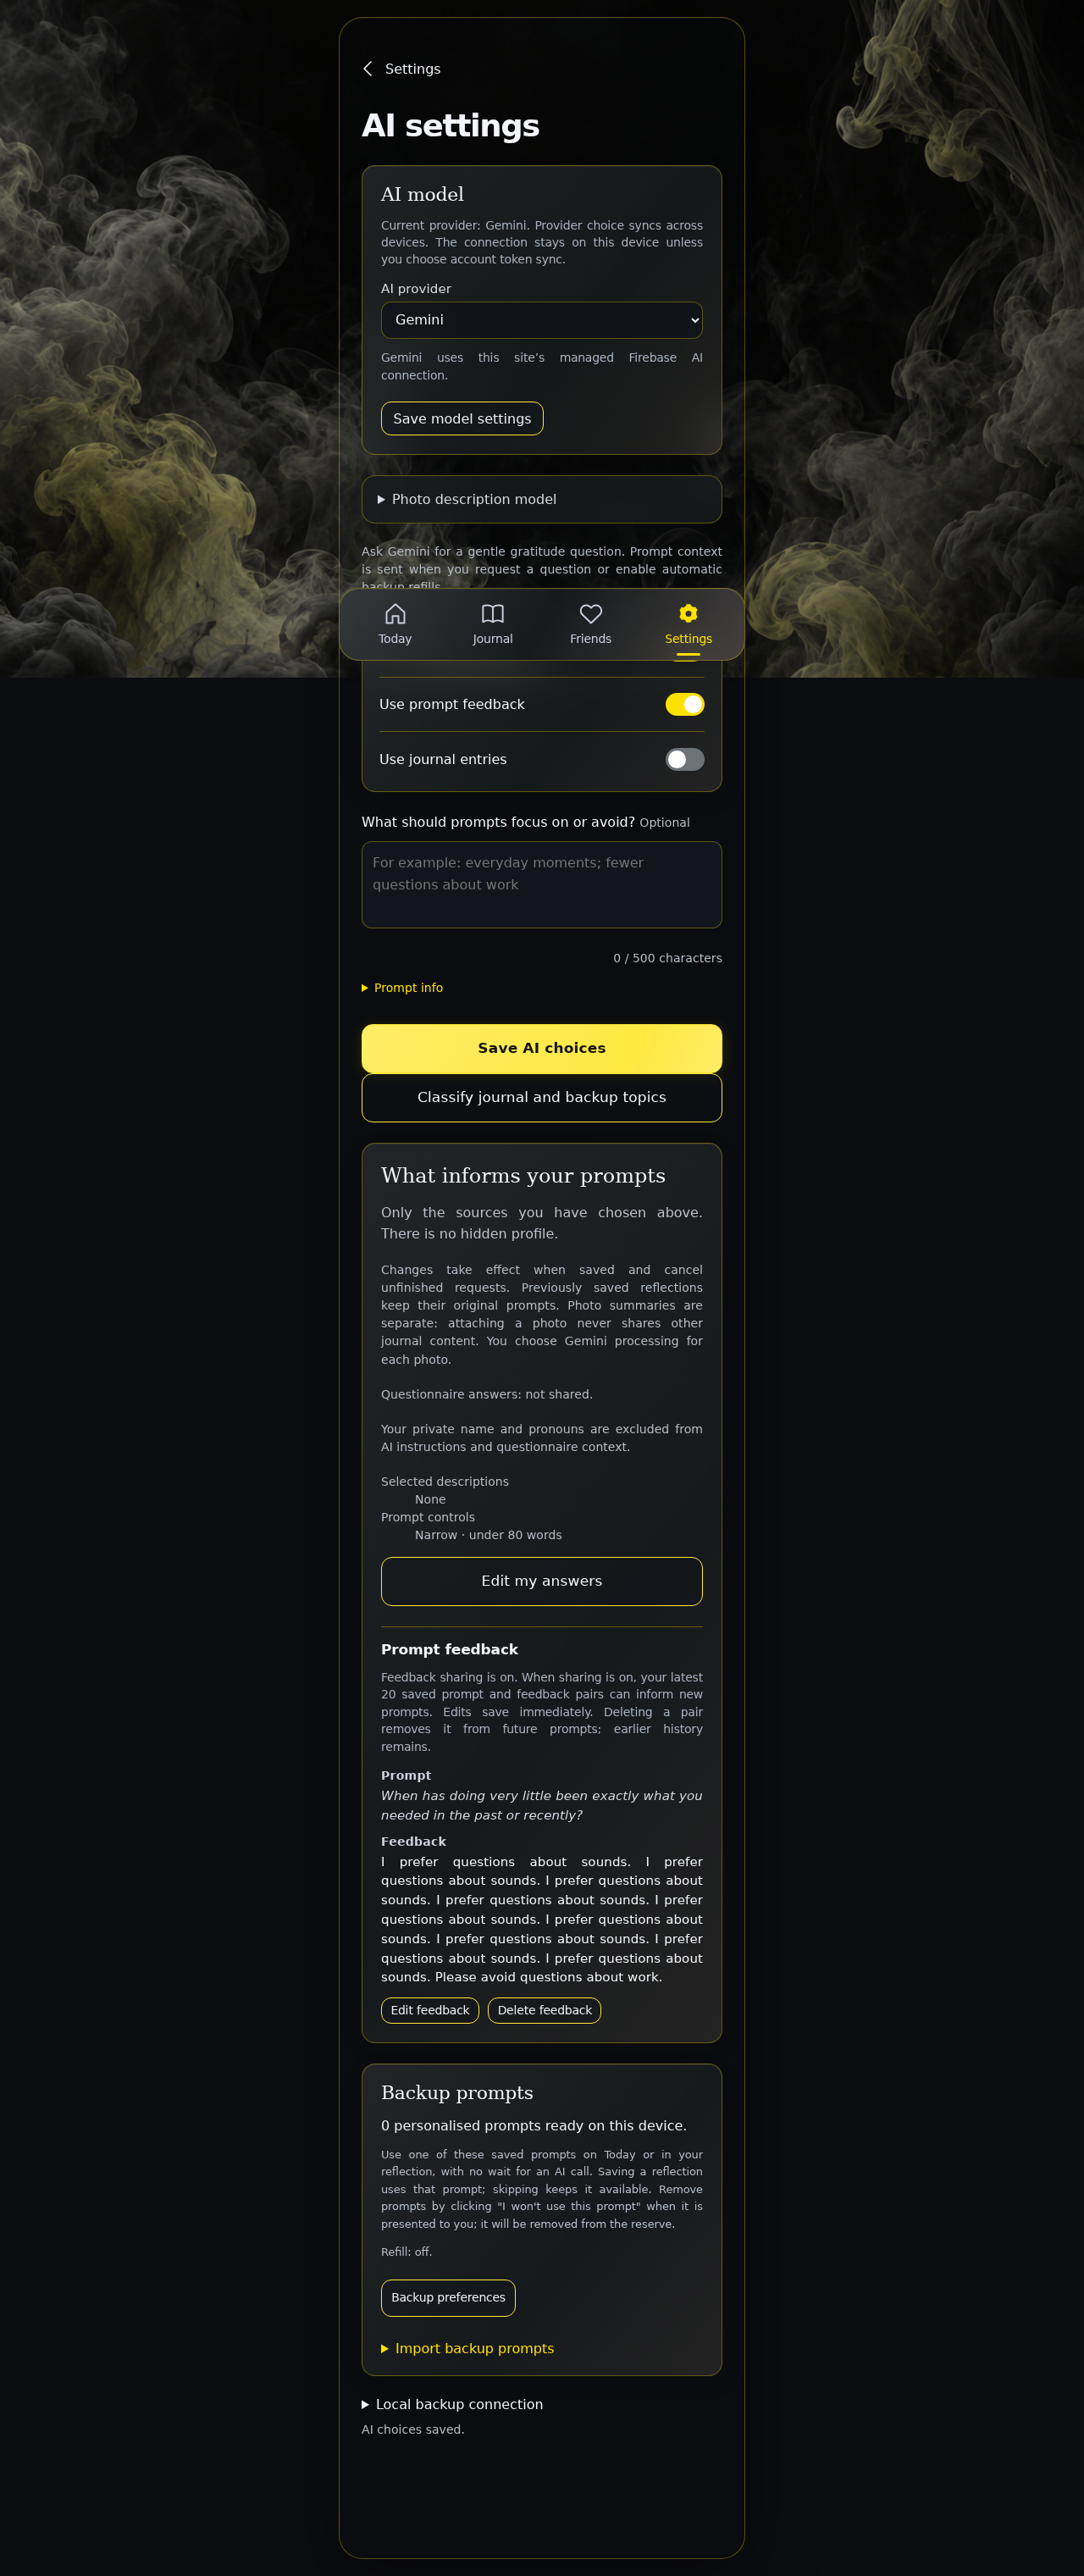 Settings
AI settings
AI model
Current provider: Gemini. Provider choice syncs across
devices. The connection stays on this device unless
you choose account token sync.
AI provider
Gemini
Gemini uses this site’s managed Firebase AI
connection.
Save model settings
Photo description model
Ask Gemini for a gentle gratitude question. Prompt context
is sent when you request a question or enable automatic
backup refills.
Today
Journal
Friends
Settings
Use prompt feedback
Use journal entries
What should prompts focus on or avoid? Optional
For example: everyday moments; fewer
questions about work
0 / 500 characters
Prompt info
Save AI choices
Classify journal and backup topics
What informs your prompts
Only the sources you have chosen above.
There is no hidden profile.
Changes take effect when saved and cancel
unfinished requests. Previously saved reflections
keep their original prompts. Photo summaries are
separate: attaching a photo never shares other
journal content. You choose Gemini processing for
each photo.
Questionnaire answers: not shared.
Your private name and pronouns are excluded from
AI instructions and questionnaire context.
Selected descriptions
None
Prompt controls
Narrow · under 80 words
Edit my answers
Prompt feedback
Feedback sharing is on. When sharing is on, your latest
20 saved prompt and feedback pairs can inform new
prompts. Edits save immediately. Deleting a pair
removes it from future prompts; earlier history
remains.
Prompt
When has doing very little been exactly what you
needed in the past or recently?
Feedback
I prefer questions about sounds. I prefer
questions about sounds. I prefer questions about
sounds. I prefer questions about sounds. I prefer
questions about sounds. I prefer questions about
sounds. I prefer questions about sounds. I prefer
questions about sounds. I prefer questions about
sounds. Please avoid questions about work.
Edit feedback
Delete feedback
Backup prompts
0 personalised prompts ready on this device.
Use one of these saved prompts on Today or in your
reflection, with no wait for an AI call. Saving a reflection
uses that prompt; skipping keeps it available. Remove
prompts by clicking "I won't use this prompt" when it is
presented to you; it will be removed from the reserve.
Refill: off.
Backup preferences
Import backup prompts
Local backup connection
AI choices saved.